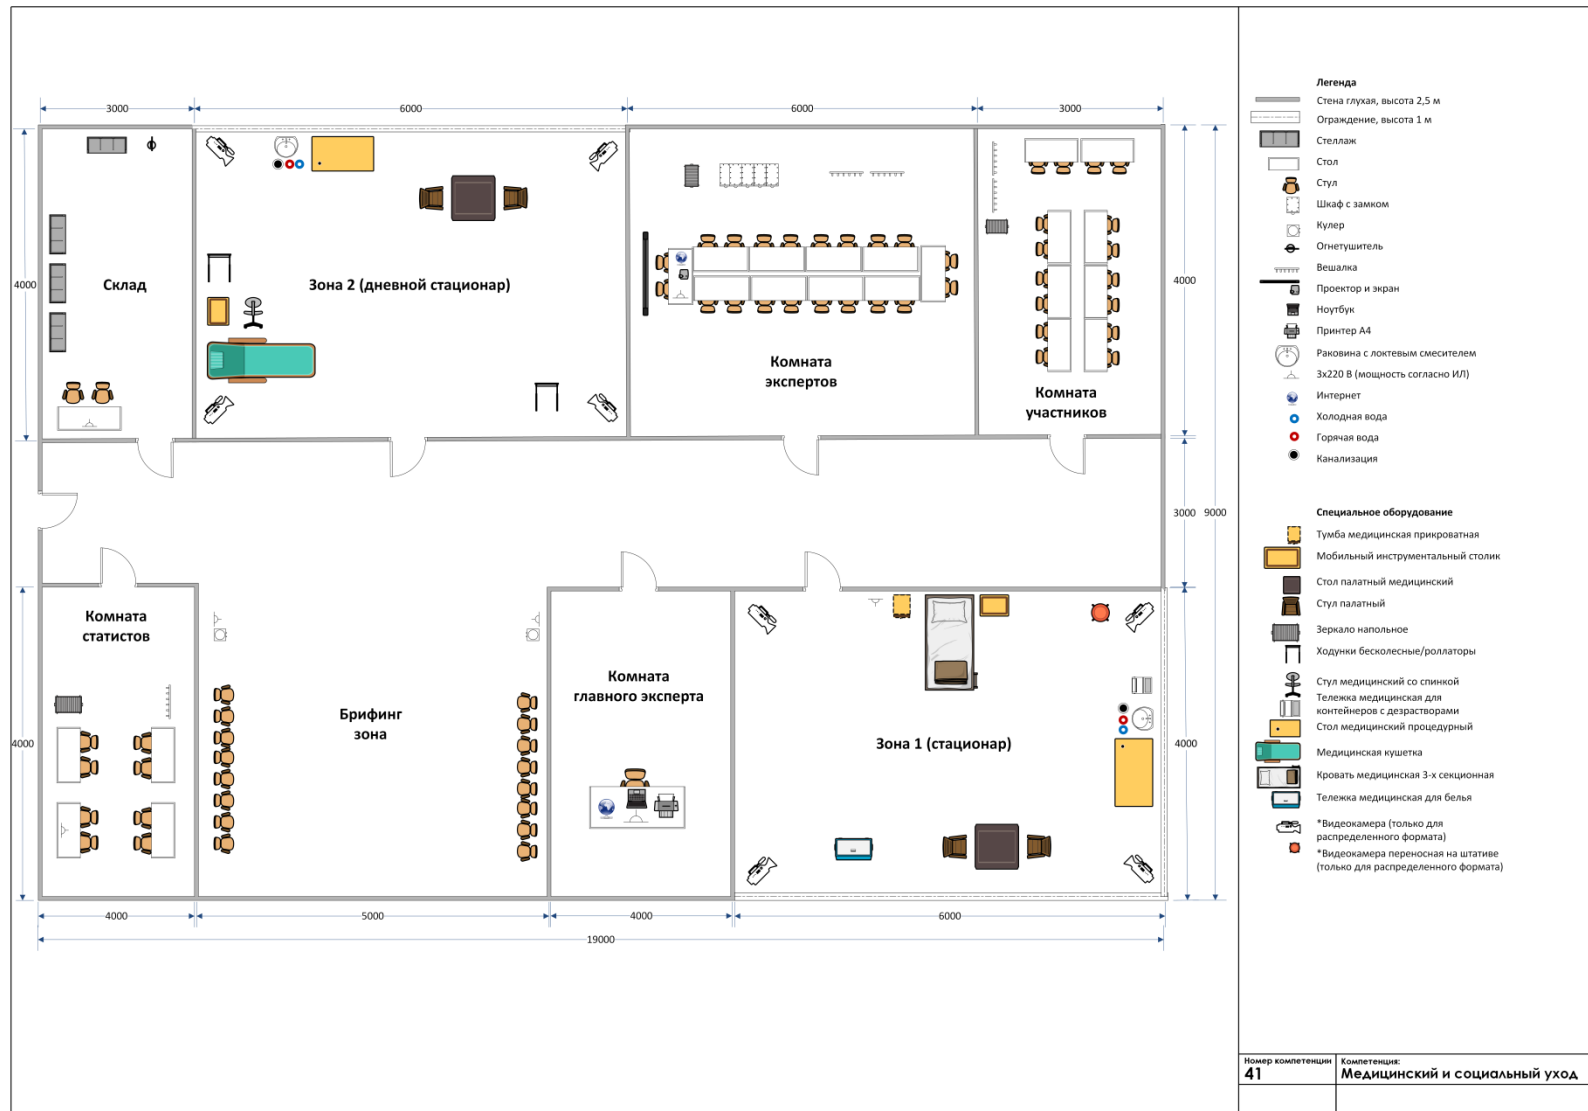 3000
6000
6000
3000
4000
Склад
Зона 2 (дневной стационар)
Комната
экспертов
Комната
участников
4000
3000
9000
Комната
статистов
Брифинг
зона
Комната
главного эксперта
Зона 1 (стационар)
4000
4000
4000
5000
4000
6000
19000
Легенда
Стена глухая, высота 2,5 м
Ограждение, высота 1 м
Стеллаж
Стол
Стул
Шкаф с замком
Кулер
Огнетушитель
Вешалка
Проектор и экран
Ноутбук
Принтер А4
Раковина с локтевым смесителем
3х220 В (мощность согласно ИЛ)
Интернет
Холодная вода
Горячая вода
Канализация
Специальное оборудование
Тумба медицинская прикроватная
Мобильный инструментальный столик
Стол палатный медицинский
Стул палатный
Зеркало напольное
Ходунки бесколесные/роллаторы
Стул медицинский со спинкой
Тележка медицинская для
контейнеров с дезрастворами
Стол медицинский процедурный
Медицинская кушетка
Кровать медицинская 3-х секционная
Тележка медицинская для белья
*Видеокамера (только для
распределенного формата)
*Видеокамера переносная на штативе
(только для распределенного формата)
Номер компетенции
41
Компетенция:
Медицинский и социальный уход